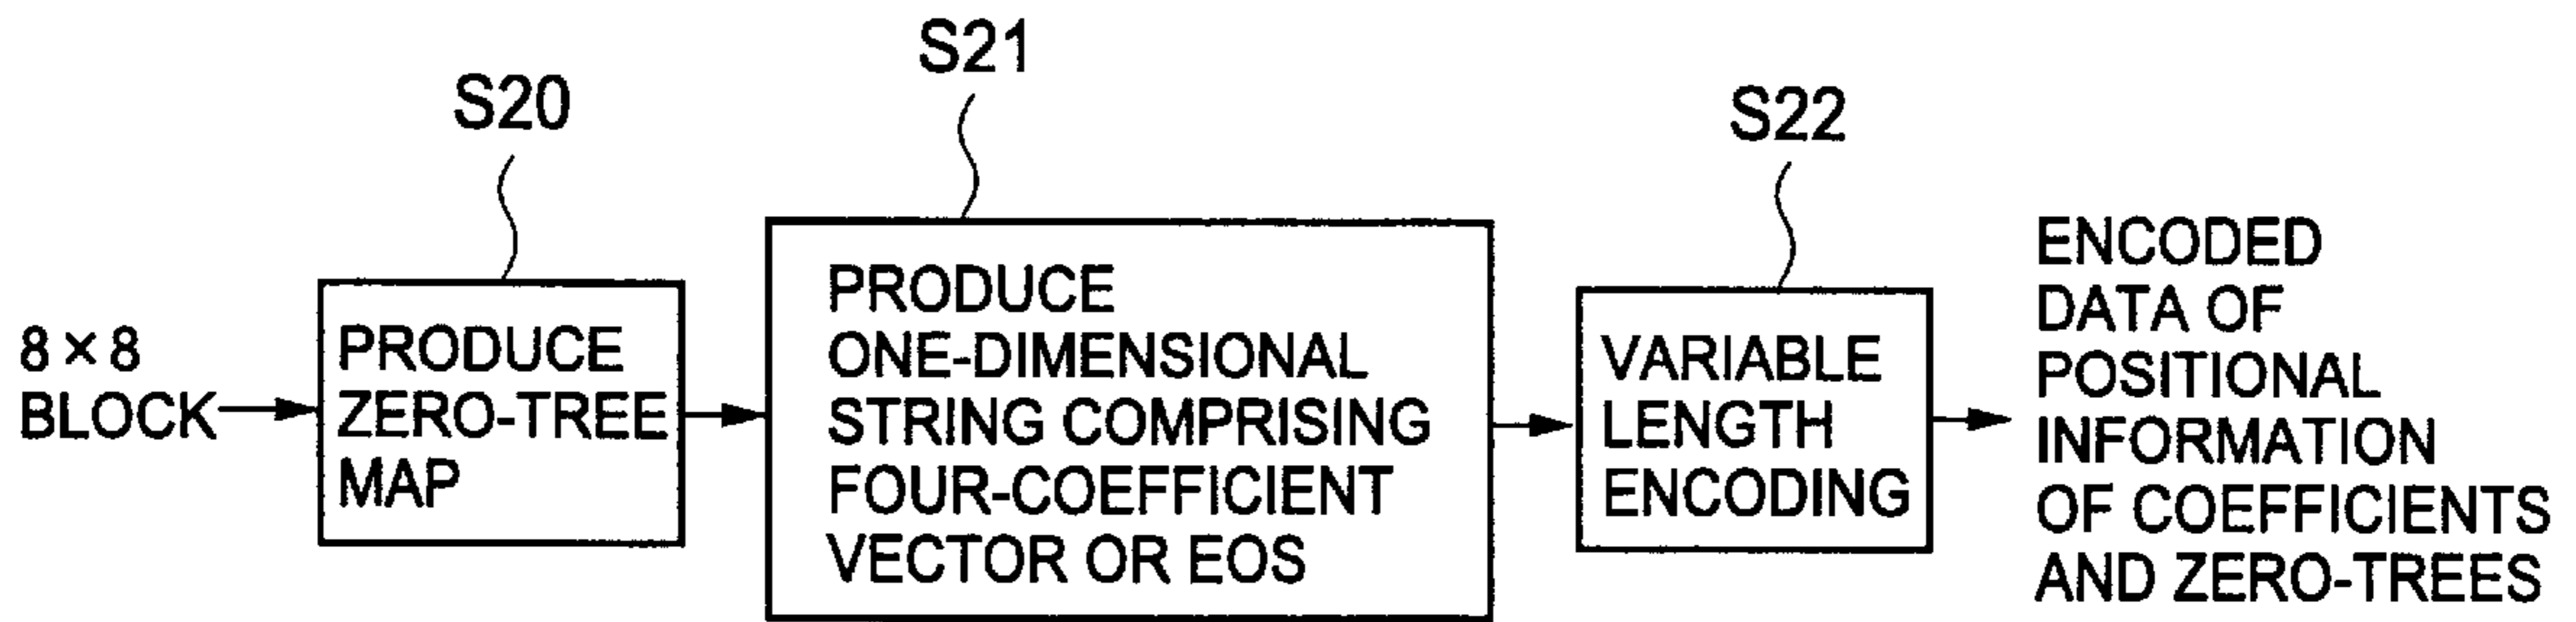 S20
S21
S22
8 × 8
BLOCK
PRODUCE
ZERO-TREE
MAP
PRODUCE
ONE-DIMENSIONAL
STRING COMPRISING
FOUR-COEFFICIENT
VECTOR OR EOS
VARIABLE
LENGTH
ENCODING
ENCODED
DATA OF
POSITIONAL
INFORMATION
OF COEFFICIENTS
AND ZERO-TREES